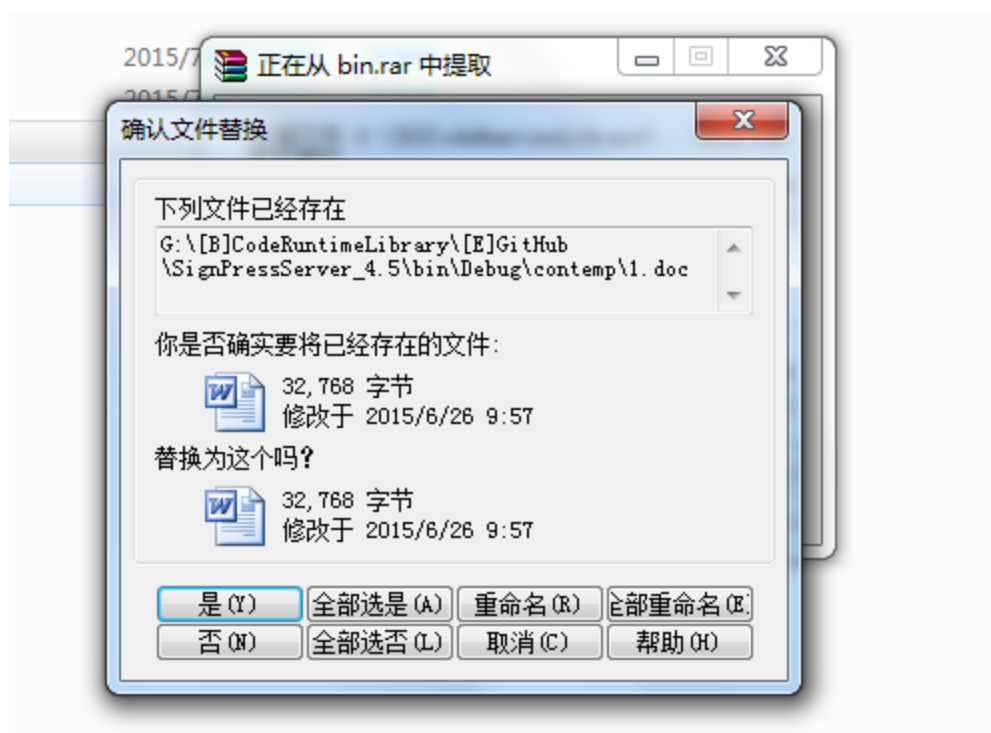 2015/7
正在从 bin.rar 中提取
2015/7
确认文件替换
下列文件已经存在
G:\[B]CodeRuntimeLibrary\[E]GitHub
\SignPressServer_4.5\bin\Debug\contemp\1.doc
你是否确实要将已经存在的文件:
32,768 字节
修改于 2015/6/26 9:57
替换为这个吗?
32,768 字节
修改于 2015/6/26 9:57
是(Y) 全部选是(A) 重命名(R) 全部重命名(E)
否(N) 全部选否(L) 取消(C) 帮助(H)